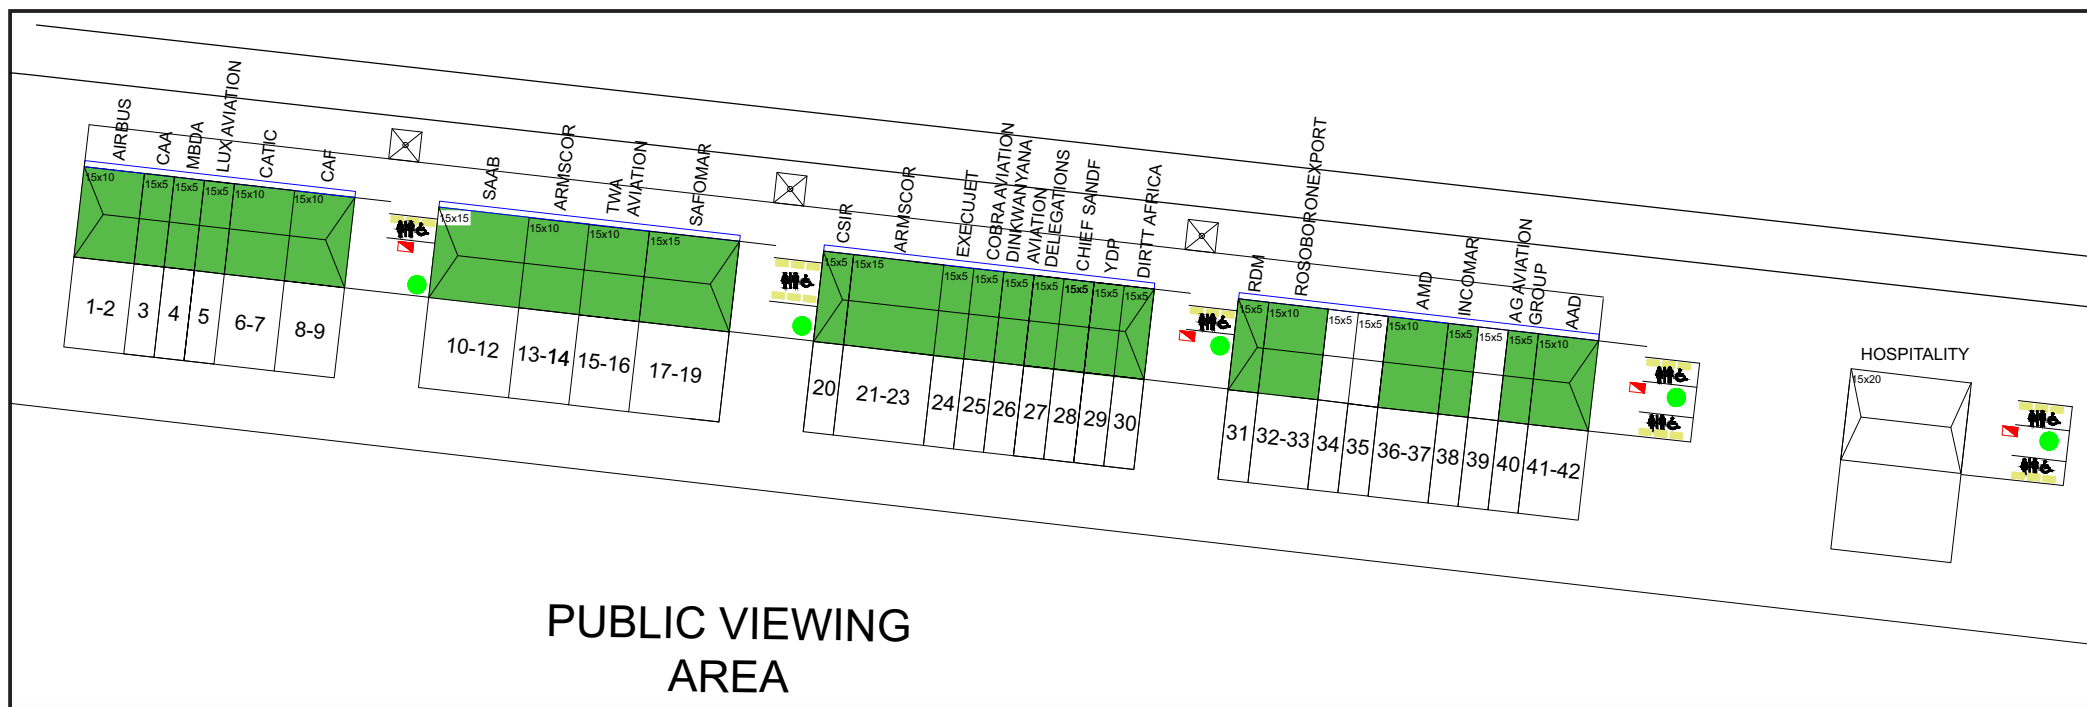 AIRBUS
CAA
MBDA
LUX AVIATION
CATIC
CAF
15x10
15x5
15x5
15x5
15x10
15x10
1-2
3
4
5
6-7
8-9
SAAB
ARMSCOR
TWA
AVIATION
SAFOMAR
15x15
15x10
15x10
15x15
10-12
13-14
15-16
17-19
CSIR
ARMSCOR
EXECUJET
COBRA AVIATION
DINKWANYANA
AVIATION
DELEGATIONS
CHIEF SANDF
YDP
DIRTT AFRICA
15x5
15x15
15x5
15x5
15x5
15x5
15x5
15x5
15x5
20
21-23
24
25
26
27
28
29
30
RDM
ROSOBORONEXPORT
AMD
INCOMAR
AG AVIATION
GROUP
AAD
15x5
15x10
15x5
15x5
15x10
15x5
15x5
15x5
15x10
31
32-33
34
35
36-37
38
39
40
41-42
HOSPITALITY
15x20
PUBLIC VIEWING
AREA